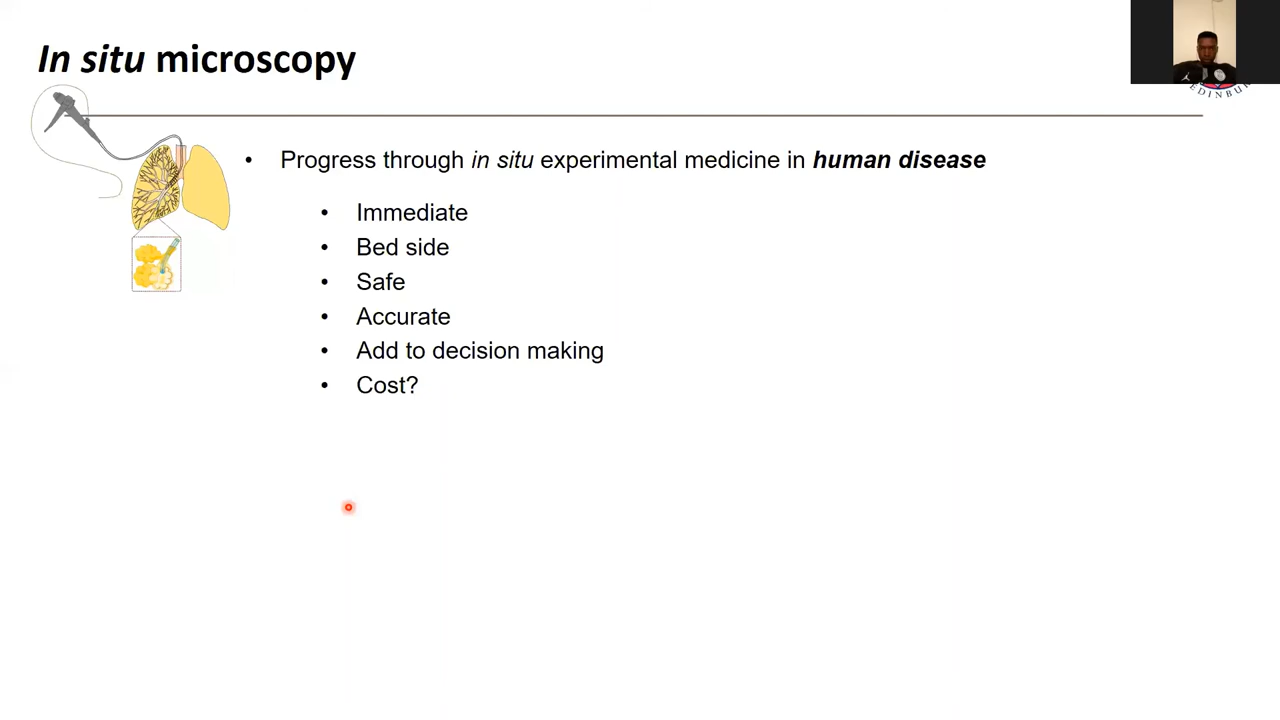 In situ microscopy
EDINBU
• Progress through in situ experimental medicine in human disease
• Immediate
• Bed side
• Safe
• Accurate
• Add to decision making
• Cost?